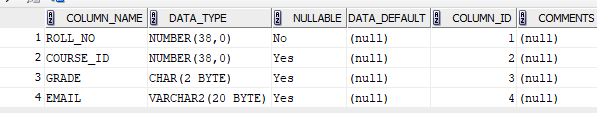 COLUMN_NAME DATA_TYPE NULLABLE DATA_DEFAULT COLUMN_ID COMMENTS
1 ROLL_NO NUMBER(38,0) No (null) 1 (null)
2 COURSE_ID NUMBER(38,0) Yes (null) 2 (null)
3 GRADE CHAR(2 BYTE) Yes (null) 3 (null)
4 EMAIL VARCHAR2(20 BYTE) Yes (null) 4 (null)